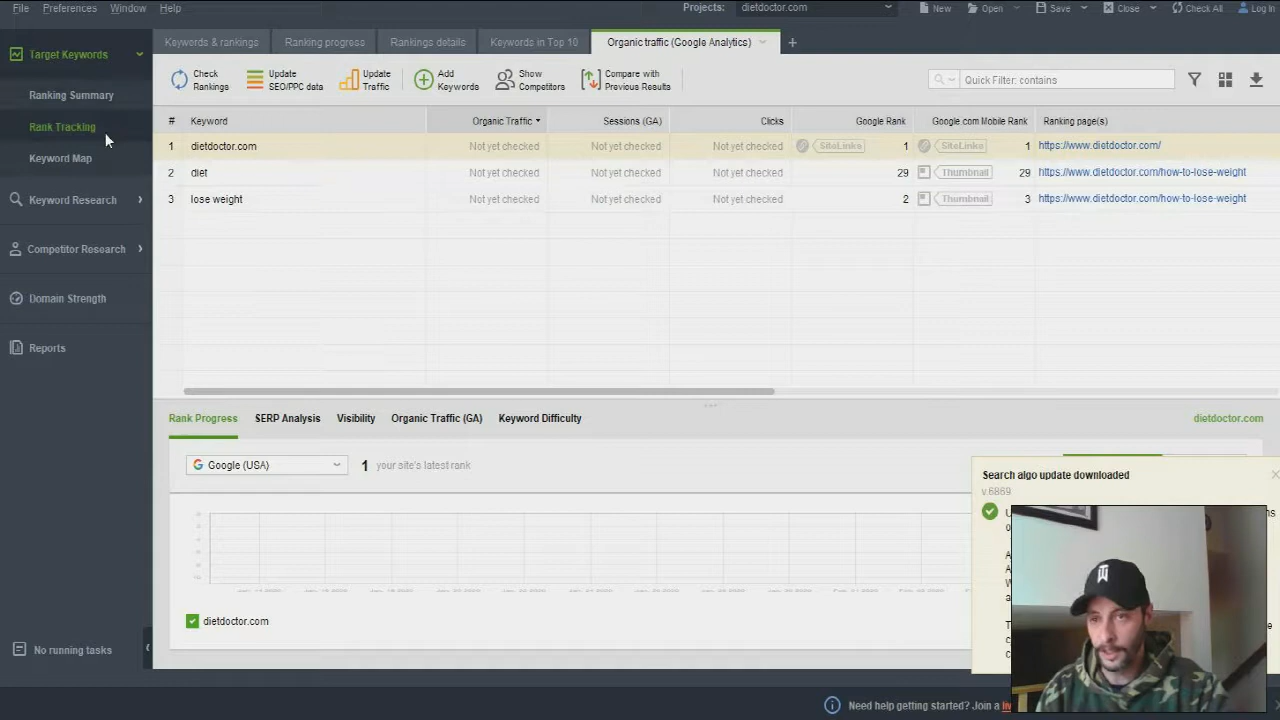 File Preferences Window Help Projects: dietdoctor.com New Open Save Close Check All Log In
Target Keywords
Ranking Summary
Rank Tracking
Keyword Map
Keyword Research
Competitor Research
Domain Strength
Reports
No running tasks
Keywords & rankings Ranking progress Rankings details Keywords in Top 10 Organic traffic (Google Analytics) +
Check Rankings
Update SEO/PPC data
Update Traffic
Add Keywords
Show Competitors
Compare with Previous Results
Quick Filter: contains
# Keyword Organic Traffic Sessions (GA) Clicks Google Rank Google.com Mobile Rank Ranking page(s)
1 dietdoctor.com Not yet checked Not yet checked Not yet checked SiteLinks 1 SiteLinks 1 https://www.dietdoctor.com/
2 diet Not yet checked Not yet checked Not yet checked 29 Thumbnail 29 https://www.dietdoctor.com/how-to-lose-weight
3 lose weight Not yet checked Not yet checked Not yet checked 2 Thumbnail 3 https://www.dietdoctor.com/how-to-lose-weight
Rank Progress SERP Analysis Visibility Organic Traffic (GA) Keyword Difficulty dietdoctor.com
Google (USA) 1 your site's latest rank
dietdoctor.com
Search algo update downloaded
v.6869
Need help getting started? Join a